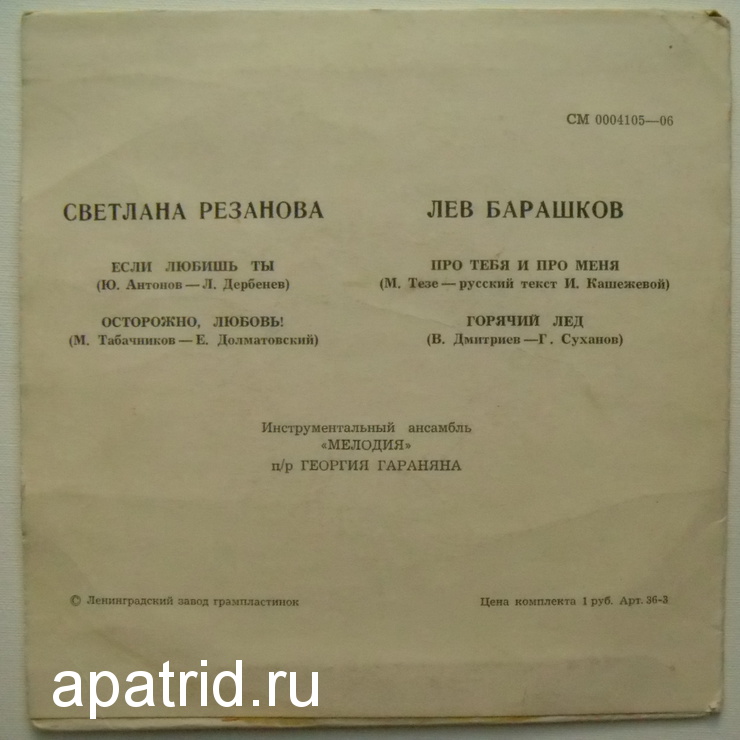 СМ 0004105—06
СВЕТЛАНА РЕЗАНОВА
ЕСЛИ ЛЮБИШЬ ТЫ
(Ю. Антонов — Л. Дербенев)
ОСТОРОЖНО, ЛЮБОВЬ!
(М. Табачников — Е. Долматовский)
ЛЕВ БАРАШКОВ
ПРО ТЕБЯ И ПРО МЕНЯ
(М. Тезе — русский текст И. Кашежевой)
ГОРЯЧИЙ ЛЕД
(В. Дмитриев — Г. Суханов)
Инструментальный ансамбль
«МЕЛОДИЯ»
п/р ГЕОРГИЯ ГАРАНЯНА
© Ленинградский завод грампластинок
Цена комплекта 1 руб. Арт. 36-3
apatrid.ru